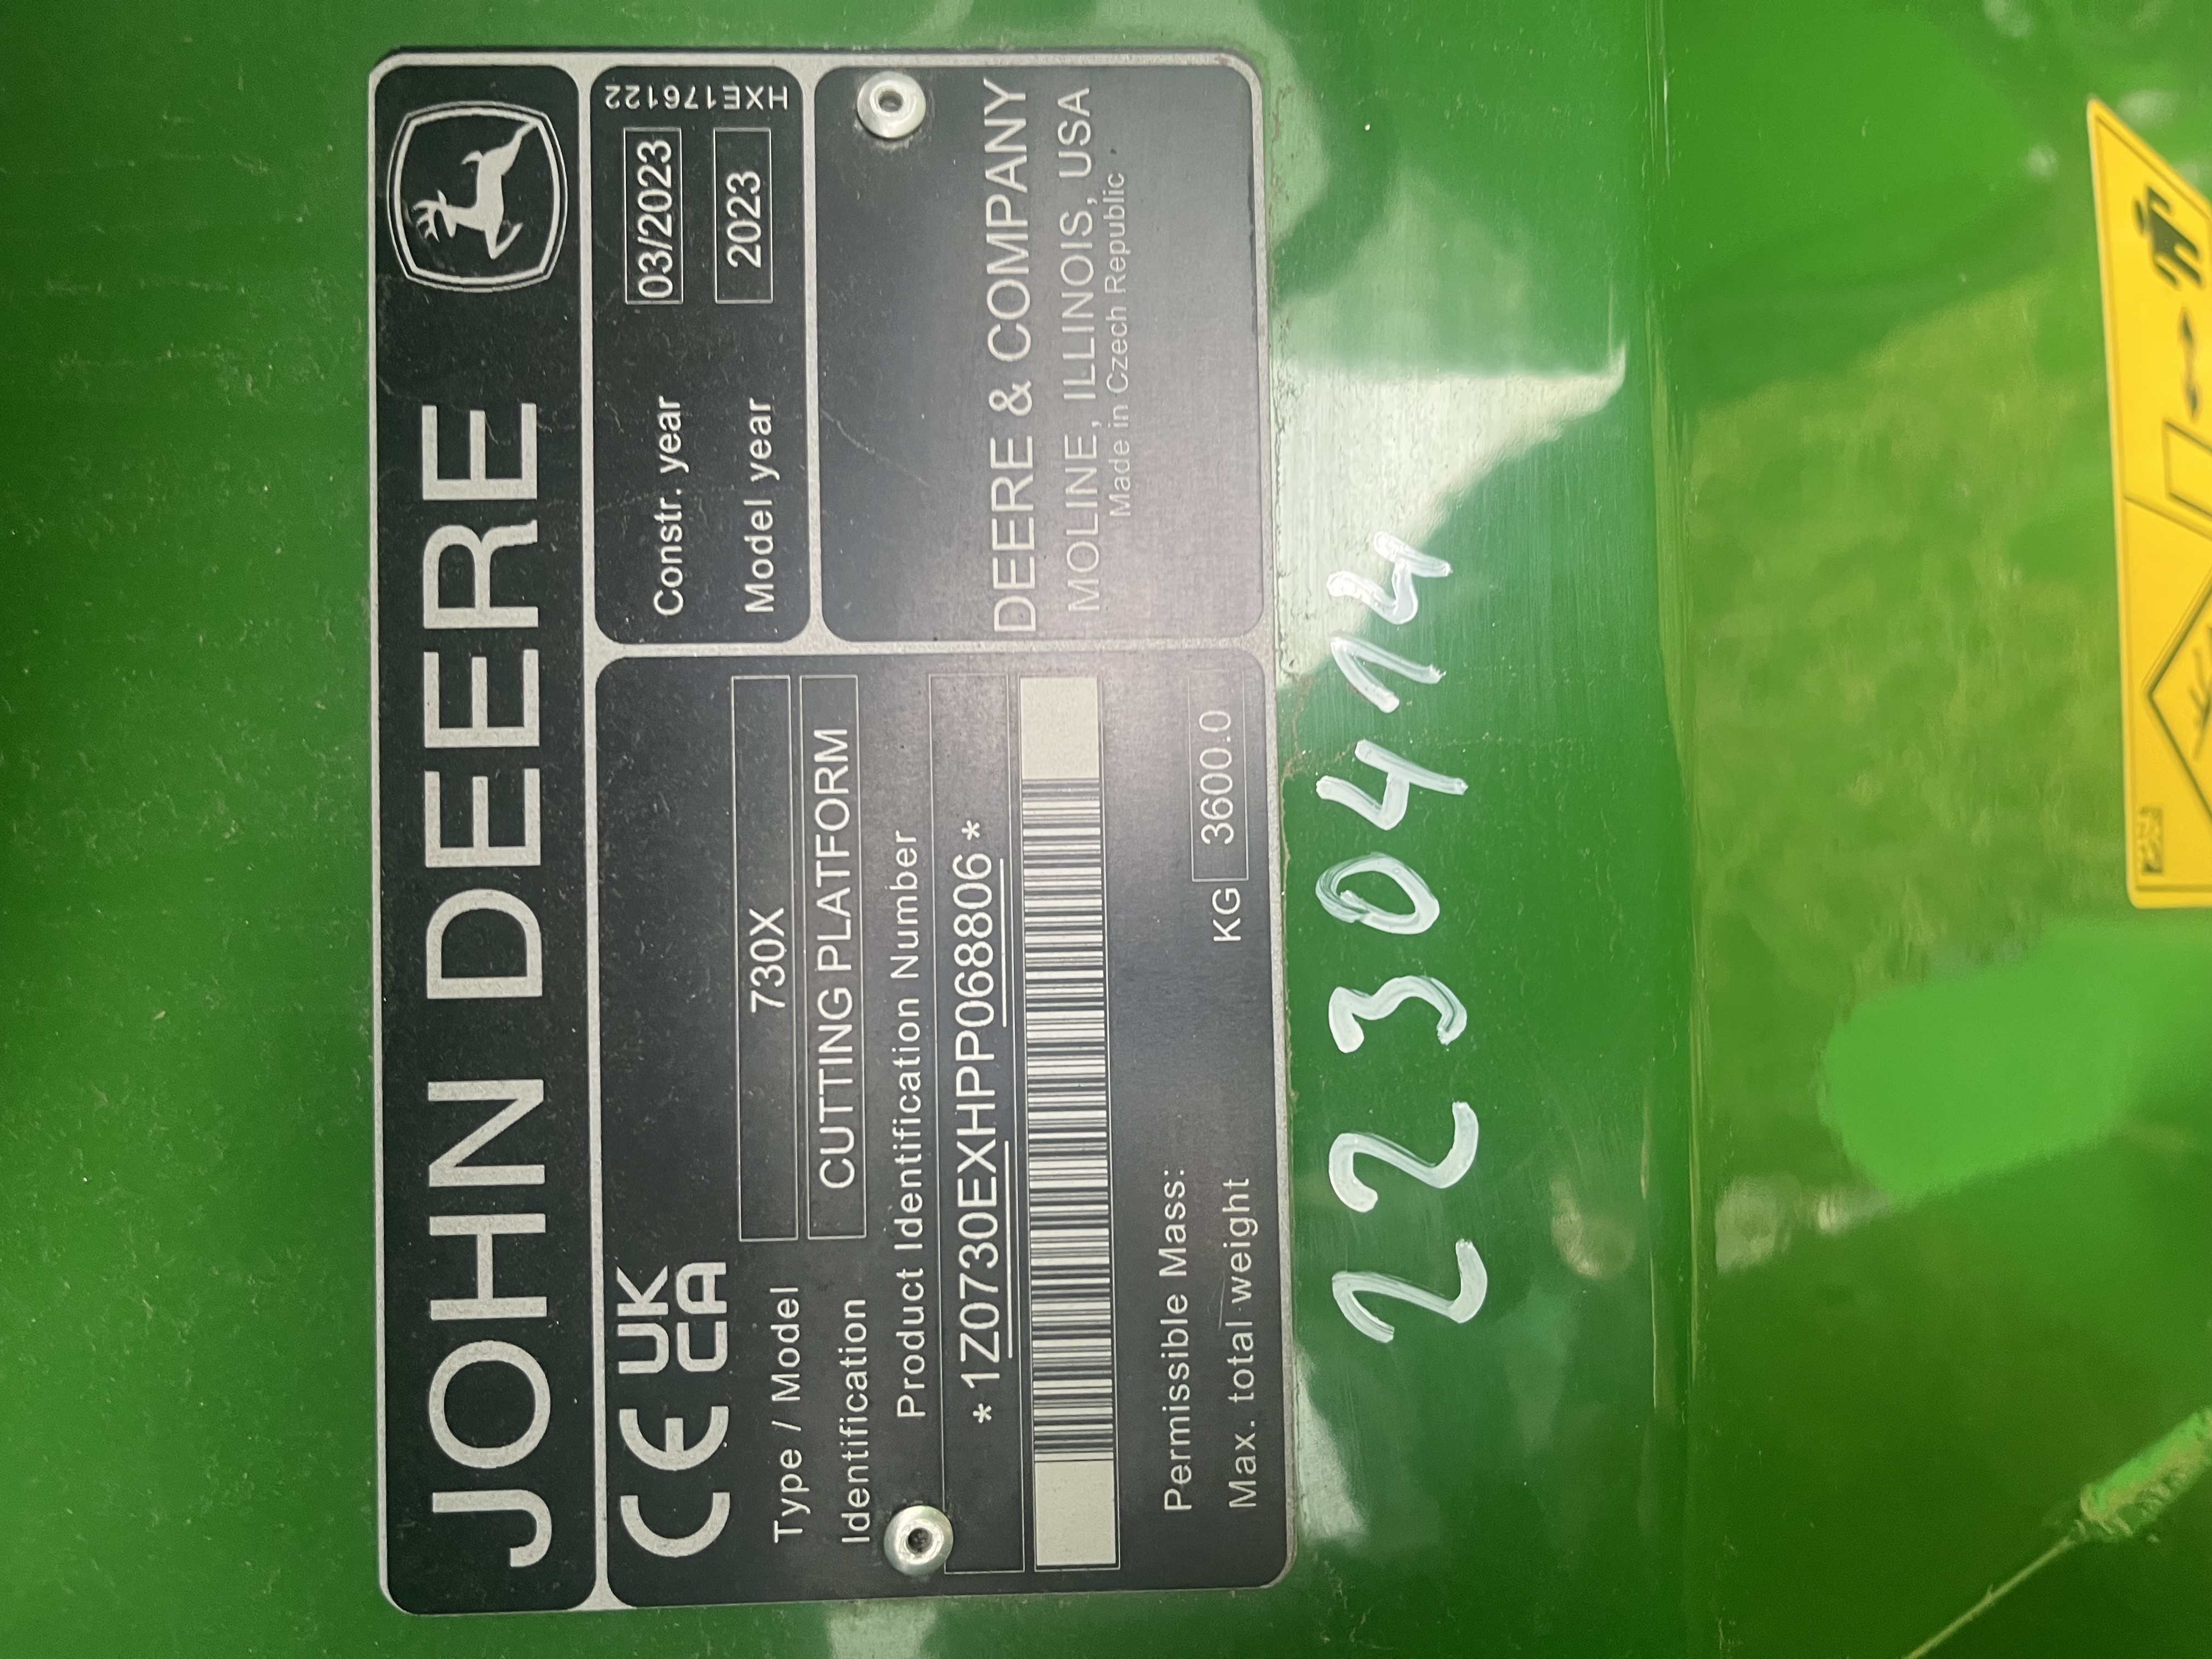 JOHN DEERE
CE UK CA
Type / Model 730X
Identification CUTTING PLATFORM
Product Identification Number
*1Z0730EXHPP068806*
Permissible Mass:
Max. total weight KG 3600.0
Constr. year 03/2023
Model year 2023
HXE176122
DEERE & COMPANY
MOLINE, ILLINOIS, USA
Made in Czech Republic
2230414